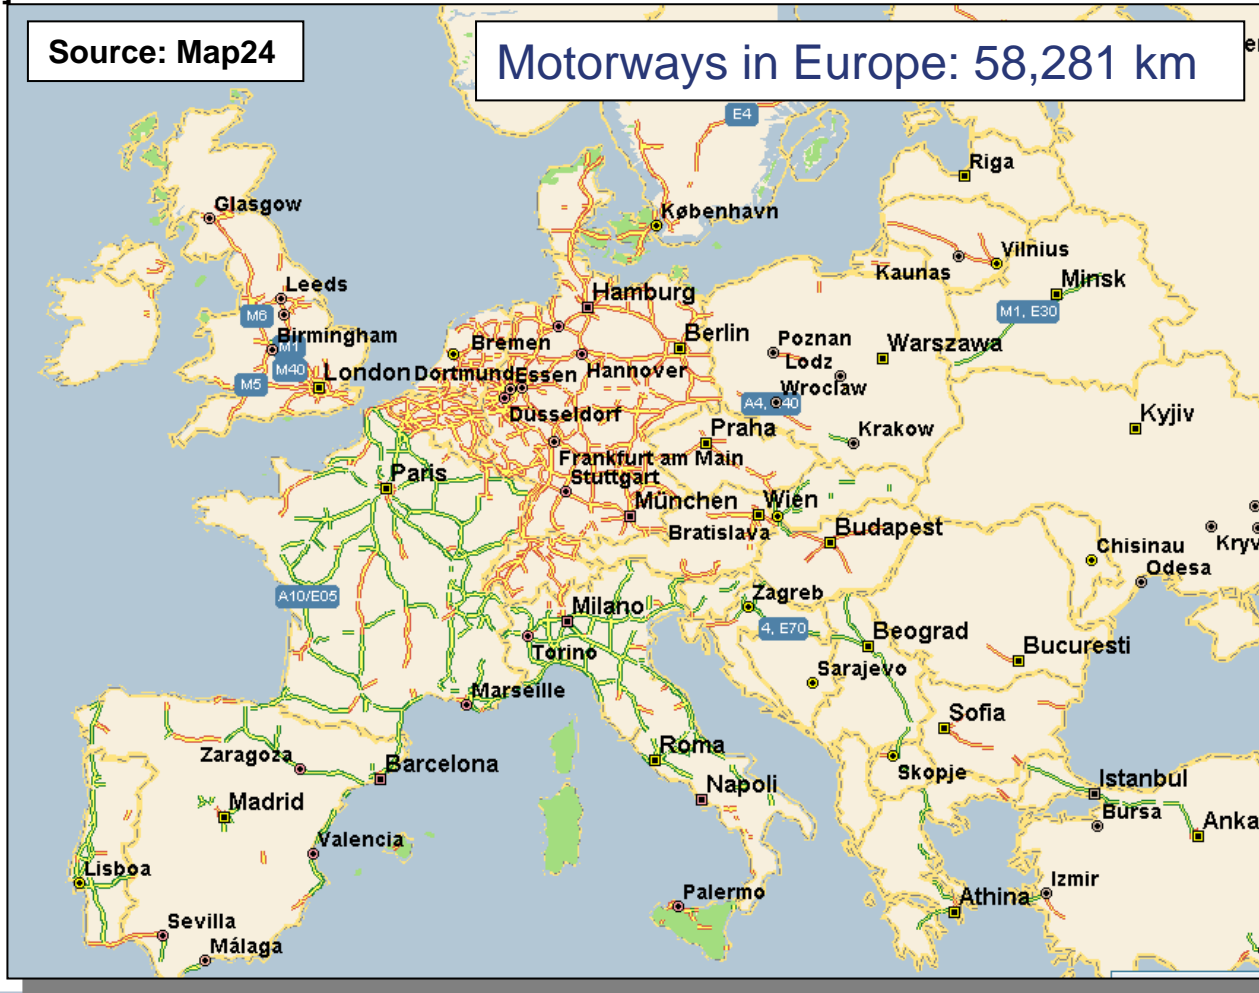 Source: Map24
Motorways in Europe: 58,281 km
E4
Riga
Glasgow
København
Vilnius
Kaunas
Minsk
Leeds
Hamburg
M6
M1, E30
Birmingham
M1
Bremen
Berlin
Poznan
Warszawa
M40
London
Dortmund
Essen
Hannover
Lodz
M5
Wroclaw
Düsseldorf
Kyjiv
Praha
Krakow
Frankfurt am Main
Paris
Stuttgart
München
Wien
Bratislava
Budapest
Chisinau
Odesa
A10/E05
Zagreb
Milano
4, E70
Beograd
Torino
Bucuresti
Sarajevo
Marseille
Sofia
Zaragoza
Barcelona
Roma
Skopje
Napoli
Istanbul
Madrid
Bursa
Valencia
Lisboa
Palermo
Izmir
Athina
Sevilla
Málaga